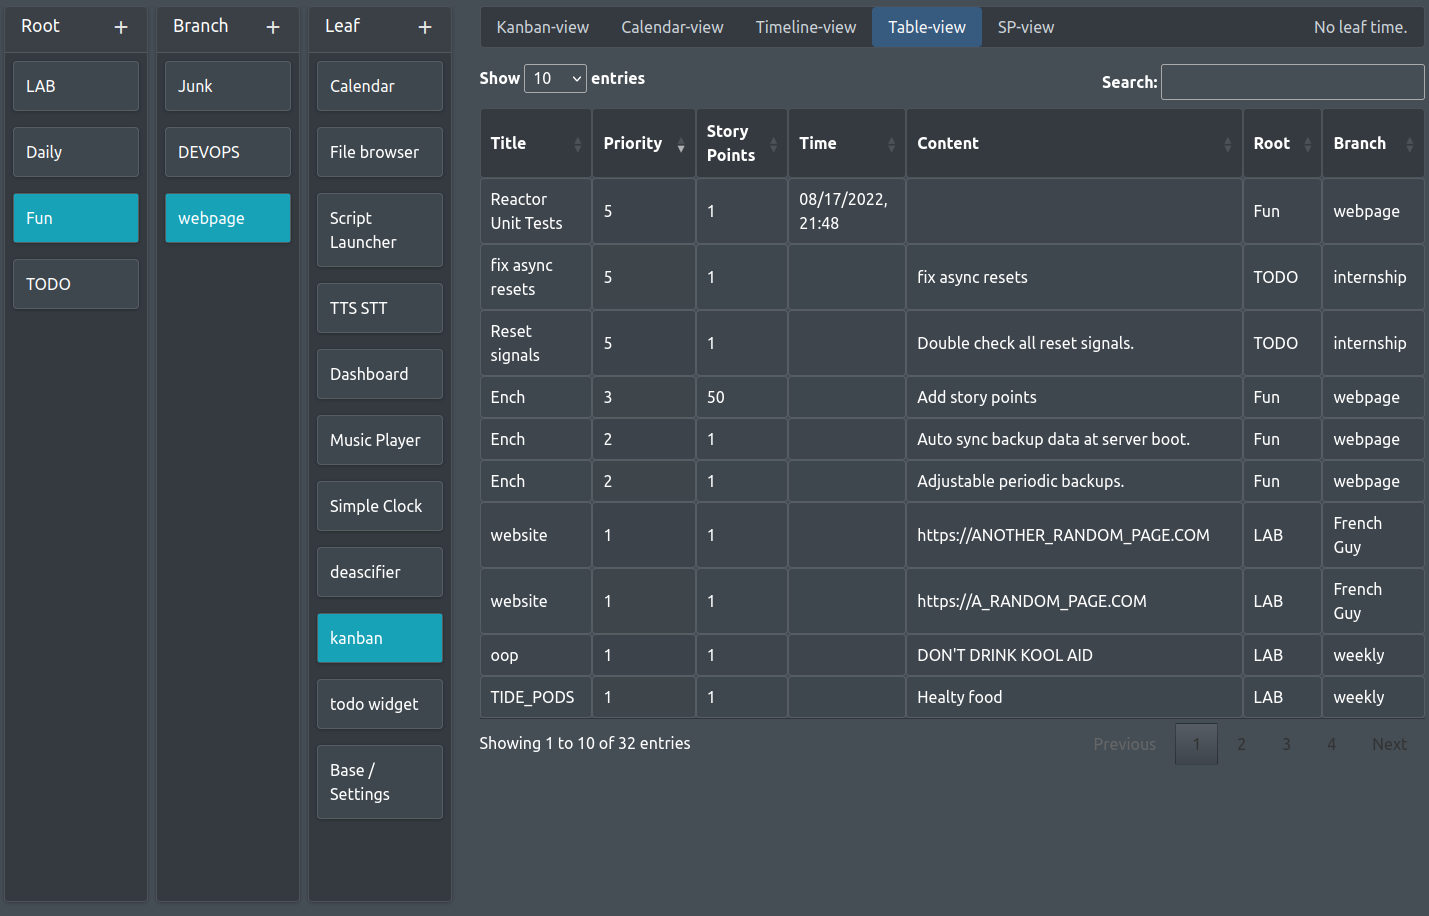 Root +
LAB
Daily
Fun
TODO
Branch +
Junk
DEVOPS
webpage
Leaf +
Calendar
File browser
Script
Launcher
TTS STT
Dashboard
Music Player
Simple Clock
deascifier
kanban
todo widget
Base /
Settings
Kanban-view Calendar-view Timeline-view Table-view SP-view No leaf time.
Show 10 entries
Search:
Title Priority Story Points Time Content Root Branch
Reactor Unit Tests 5 1 08/17/2022, 21:48 Fun webpage
fix async resets 5 1 fix async resets TODO internship
Reset signals 5 1 Double check all reset signals. TODO internship
Ench 3 50 Add story points Fun webpage
Ench 2 1 Auto sync backup data at server boot. Fun webpage
Ench 2 1 Adjustable periodic backups. Fun webpage
website 1 1 https://ANOTHER_RANDOM_PAGE.COM LAB French Guy
website 1 1 https://A_RANDOM_PAGE.COM LAB French Guy
oop 1 1 DON'T DRINK KOOL AID LAB weekly
TIDE_PODS 1 1 Healty food LAB weekly
Showing 1 to 10 of 32 entries
Previous 1 2 3 4 Next